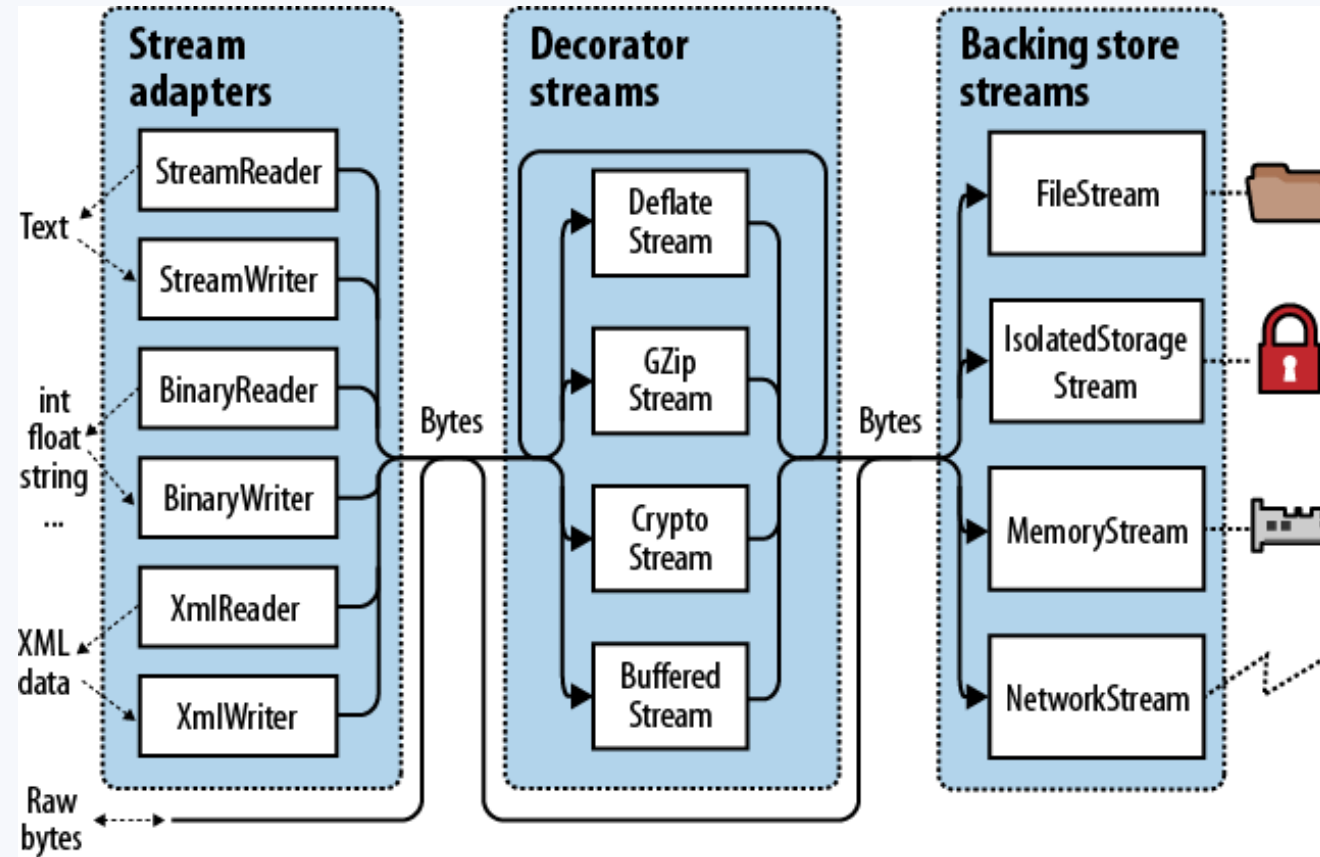 Stream
adapters
StreamReader
Text
StreamWriter
BinaryReader
int
float
string
...
BinaryWriter
XmlReader
XML
data
XmlWriter
Raw
bytes
Bytes
Decorator
streams
Deflate
Stream
GZip
Stream
Crypto
Stream
Buffered
Stream
Bytes
Backing store
streams
FileStream
IsolatedStorage
Stream
MemoryStream
NetworkStream